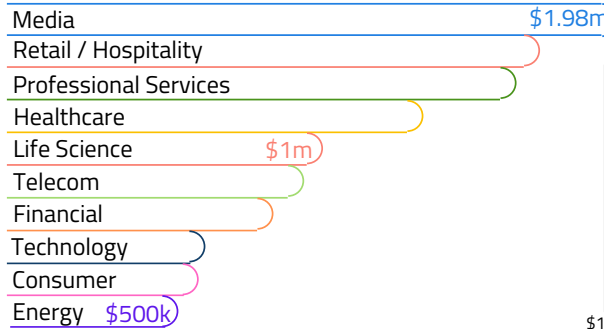 Media $1.98m
Retail / Hospitality
Professional Services
Healthcare
Life Science $1m
Telecom
Financial
Technology
Consumer
Energy $500k